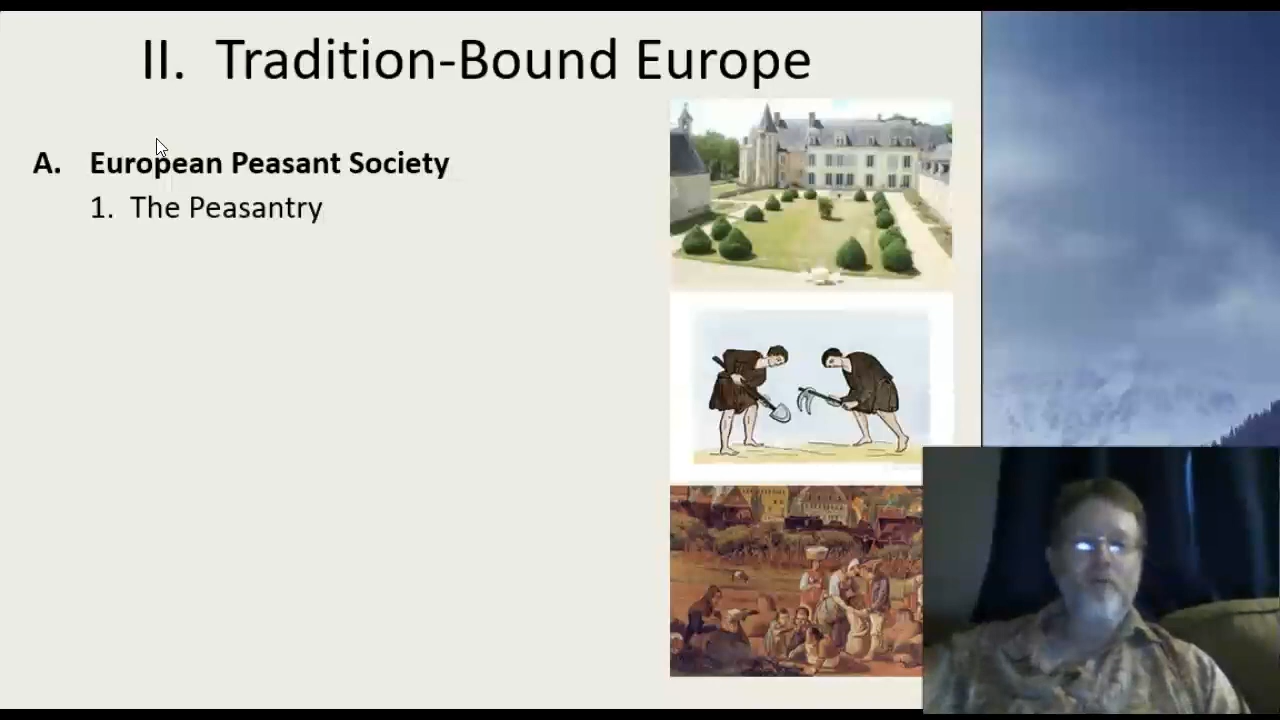 II. Tradition-Bound Europe
A. European Peasant Society
1. The Peasantry